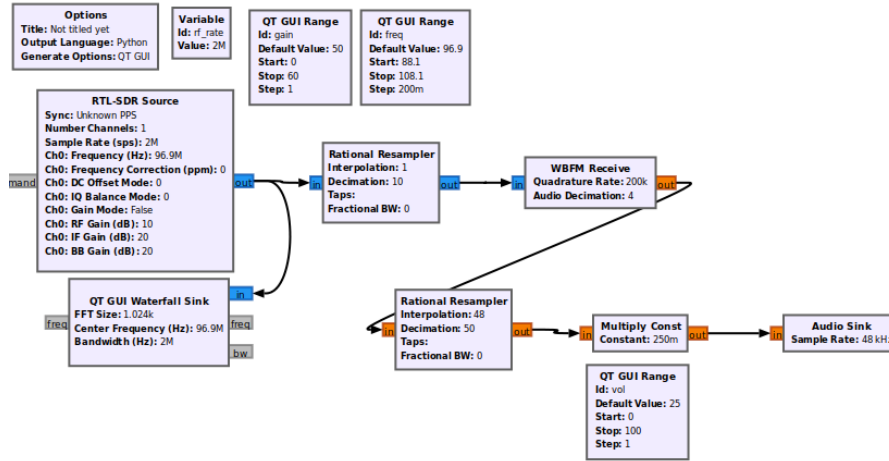 Options
Title: Not titled yet
Output Language: Python
Generate Options: QT GUI
Variable
Id: rf_rate
Value: 2M
QT GUI Range
Id: gain
Default Value: 50
Start: 0
Stop: 60
Step: 1
QT GUI Range
Id: freq
Default Value: 96.9
Start: 88.1
Stop: 108.1
Step: 200m
RTL-SDR Source
Sync: Unknown PPS
Number Channels: 1
Sample Rate (sps): 2M
Ch0: Frequency (Hz): 96.9M
Ch0: Frequency Correction (ppm): 0
Ch0: DC Offset Mode: 0
Ch0: IQ Balance Mode: 0
Ch0: Gain Mode: False
Ch0: RF Gain (dB): 10
Ch0: IF Gain (dB): 20
Ch0: BB Gain (dB): 20
mand
out
in
Rational Resampler
Interpolation: 1
Decimation: 10
Taps:
Fractional BW: 0
out
in
WBFM Receive
Quadrature Rate: 200k
Audio Decimation: 4
out
QT GUI Waterfall Sink
FFT Size: 1.024k
Center Frequency (Hz): 96.9M
Bandwidth (Hz): 2M
in
freq
freq
bw
in
Rational Resampler
Interpolation: 48
Decimation: 50
Taps:
Fractional BW: 0
out
in
Multiply Const
Constant: 250m
out
in
Audio Sink
Sample Rate: 48 kHz
QT GUI Range
Id: vol
Default Value: 25
Start: 0
Stop: 100
Step: 1